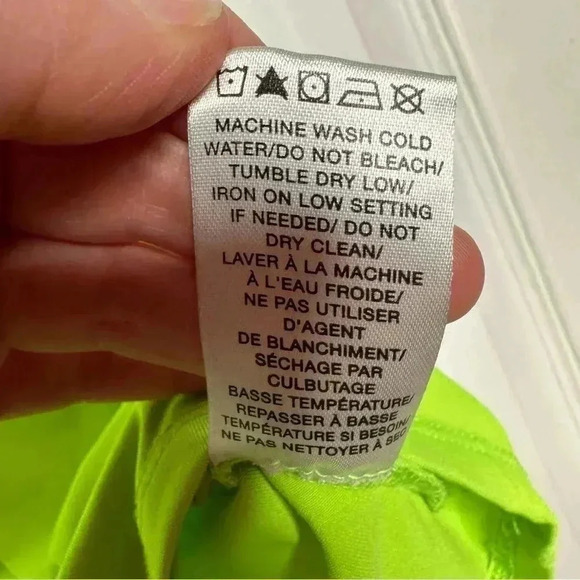 MACHINE WASH COLD
WATER/DO NOT BLEACH/
TUMBLE DRY LOW/
IRON ON LOW SETTING
IF NEEDED/ DO NOT
DRY CLEAN/
LAVER À LA MACHINE
À L'EAU FROIDE/
NE PAS UTILISER
D'AGENT
DE BLANCHIMENT/
SÉCHAGE PAR
CULBUTAGE
BASSE TEMPÉRATURE/
REPASSER À BASSE
TEMPÉRATURE SI BESOIN/
NE PAS NETTOYER À SEC